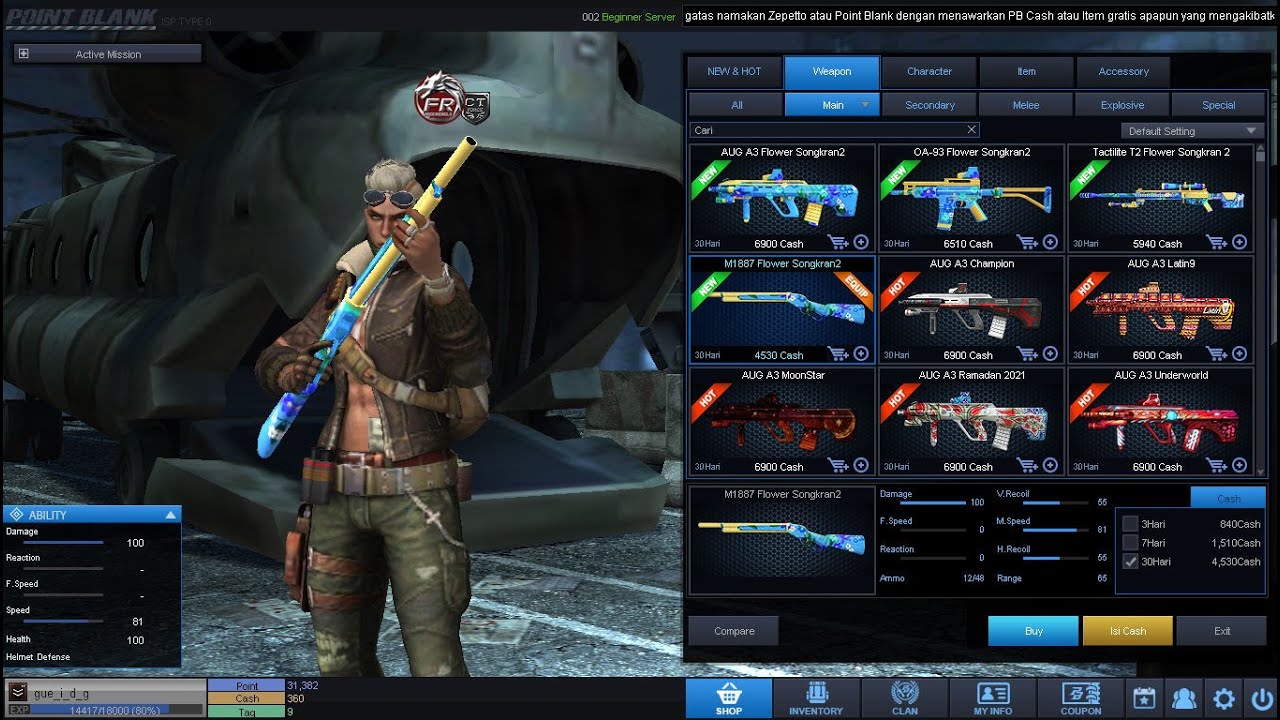 POINT BLANK
JSP TYPE 0
002 Beginner Server
gatas namakan Zepetto atau Point Blank dengan menawarkan PB Cash atau Item gratis apapun yang mengakibatk
Active Mission
FR
CT
NEW & HOT
Weapon
Character
Item
Accessory
All
Main
Secondary
Melee
Explosive
Special
Cari
Default Setting
AUG A3 Flower Songkran2
OA-93 Flower Songkran2
Tactilite T2 Flower Songkran 2
NEW
NEW
NEW
30Hari
6900 Cash
30Hari
6510 Cash
30Hari
5940 Cash
M1887 Flower Songkran2
AUG A3 Champion
AUG A3 Latin9
NEW
EQUIP
HOT
HOT
Latin9
30Hari
4530 Cash
30Hari
6900 Cash
30Hari
6900 Cash
AUG A3 MoonStar
AUG A3 Ramadan 2021
AUG A3 Underworld
HOT
HOT
HOT
30Hari
6900 Cash
30Hari
6900 Cash
30Hari
6900 Cash
M1887 Flower Songkran2
Damage 100
F.Speed 0
Reaction 0
Ammo 12/48
V.Recoil 55
M.Speed 81
H.Recoil 55
Range 65
Cash
3Hari 840Cash
7Hari 1,510Cash
30Hari 4,530Cash
Compare
Buy
Isi Cash
Exit
ABILITY
Damage 100
Reaction -
F.Speed -
Speed 81
Health 100
Helmet Defense
gue_i_d_g
EXP 14417/18000 (80%)
Point 31,382
Cash 360
Tag 9
SHOP
INVENTORY
CLAN
MY INFO
COUPON